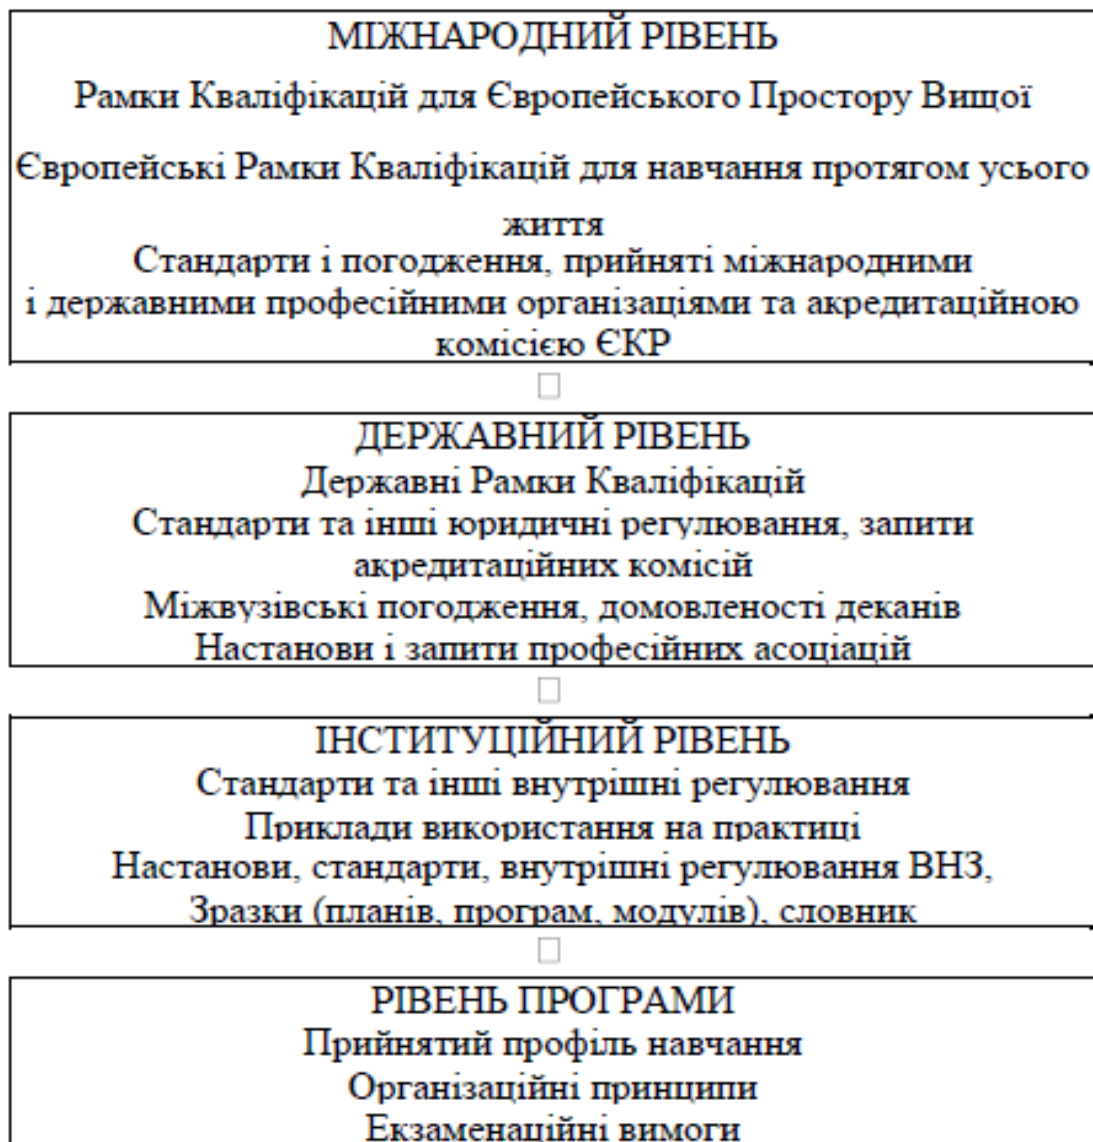 МІЖНАРОДНИЙ РІВЕНЬ
Рамки Кваліфікацій для Європейського Простору Вищої
Європейські Рамки Кваліфікацій для навчання протягом усього
життя
Стандарти і погодження, прийняті міжнародними
і державними професійними організаціями та акредитаційною
комісією ЄКР
ДЕРЖАВНИЙ РІВЕНЬ
Державні Рамки Кваліфікацій
Стандарти та інші юридичні регулювання, запити
акредитаційних комісій
Міжвузівські погодження, домовленості деканів
Настанови і запити професійних асоціацій
ІНСТИТУЦІЙНИЙ РІВЕНЬ
Стандарти та інші внутрішні регулювання
Приклади використання на практиці
Настанови, стандарти, внутрішні регулювання ВНЗ,
Зразки (планів, програм, модулів), словник
РІВЕНЬ ПРОГРАМИ
Прийнятий профіль навчання
Організаційні принципи
Екзаменаційні вимоги